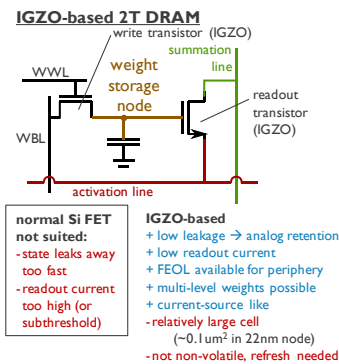 IGZO-based 2T DRAM
write transistor (IGZO)
summation
line
WWL
weight
storage
node
readout
transistor
(IGZO)
WBL
activation line
normal Si FET
not suited:
- state leaks away
too fast
- readout current
too high (or
subthreshold)
IGZO-based
+ low leakage → analog retention
+ low readout current
+ FEOL available for periphery
+ multi-level weights possible
+ current-source like
- relatively large cell
(~0.1um² in 22nm node)
- not non-volatile, refresh needed